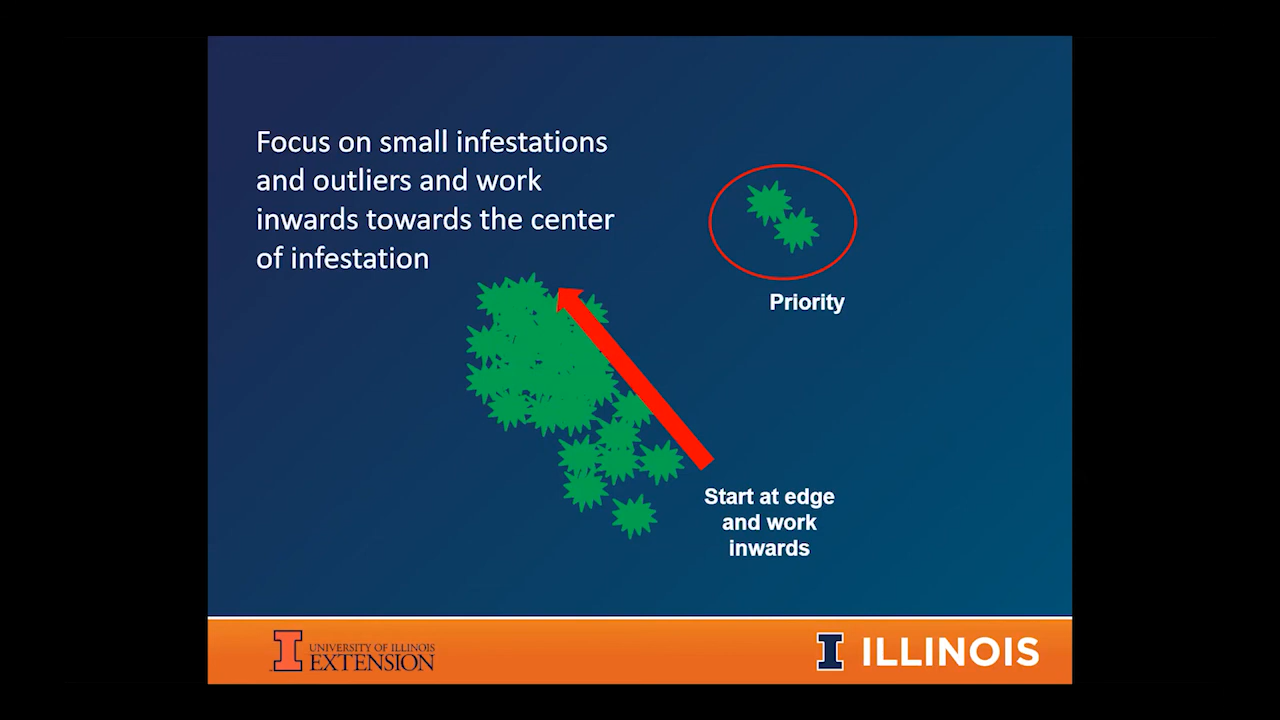 Focus on small infestations
and outliers and work
inwards towards the center
of infestation
Priority
Start at edge
and work
inwards
UNIVERSITY OF ILLINOIS
EXTENSION
I ILLINOIS